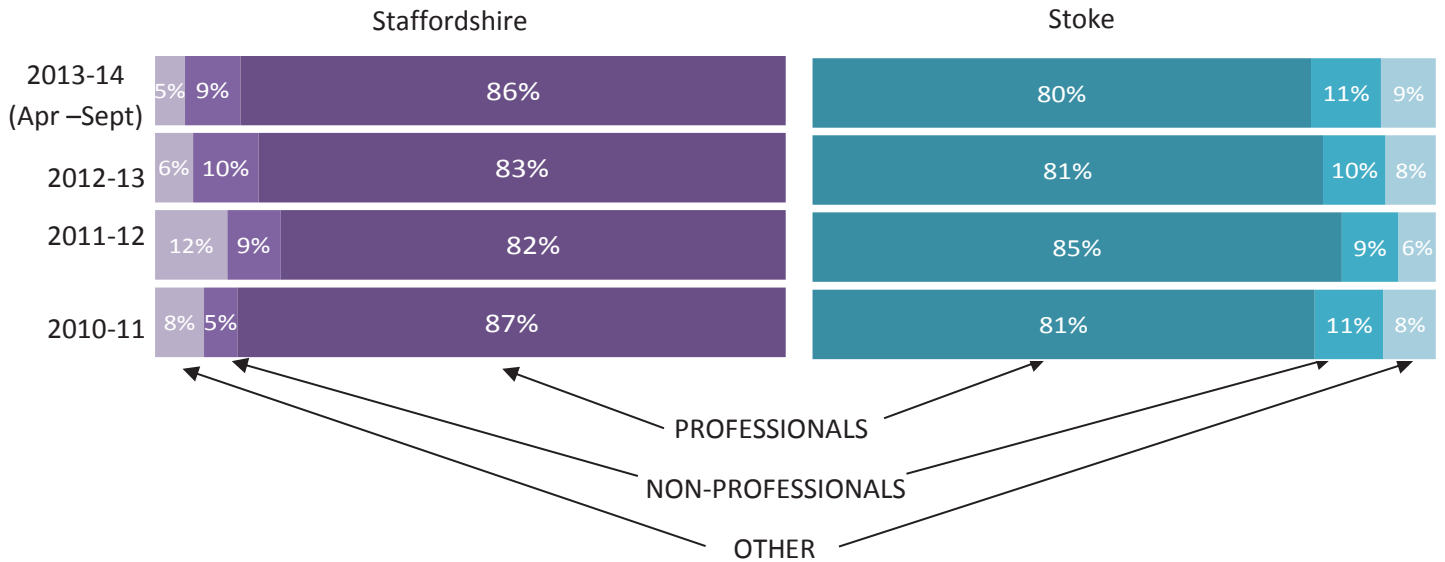 Staffordshire
Stoke
2013-14
(Apr –Sept)
5% 9% 86%
80% 11% 9%
2012-13
6% 10% 83%
81% 10% 8%
2011-12
12% 9% 82%
85% 9% 6%
2010-11
8% 5% 87%
81% 11% 8%
PROFESSIONALS
NON-PROFESSIONALS
OTHER